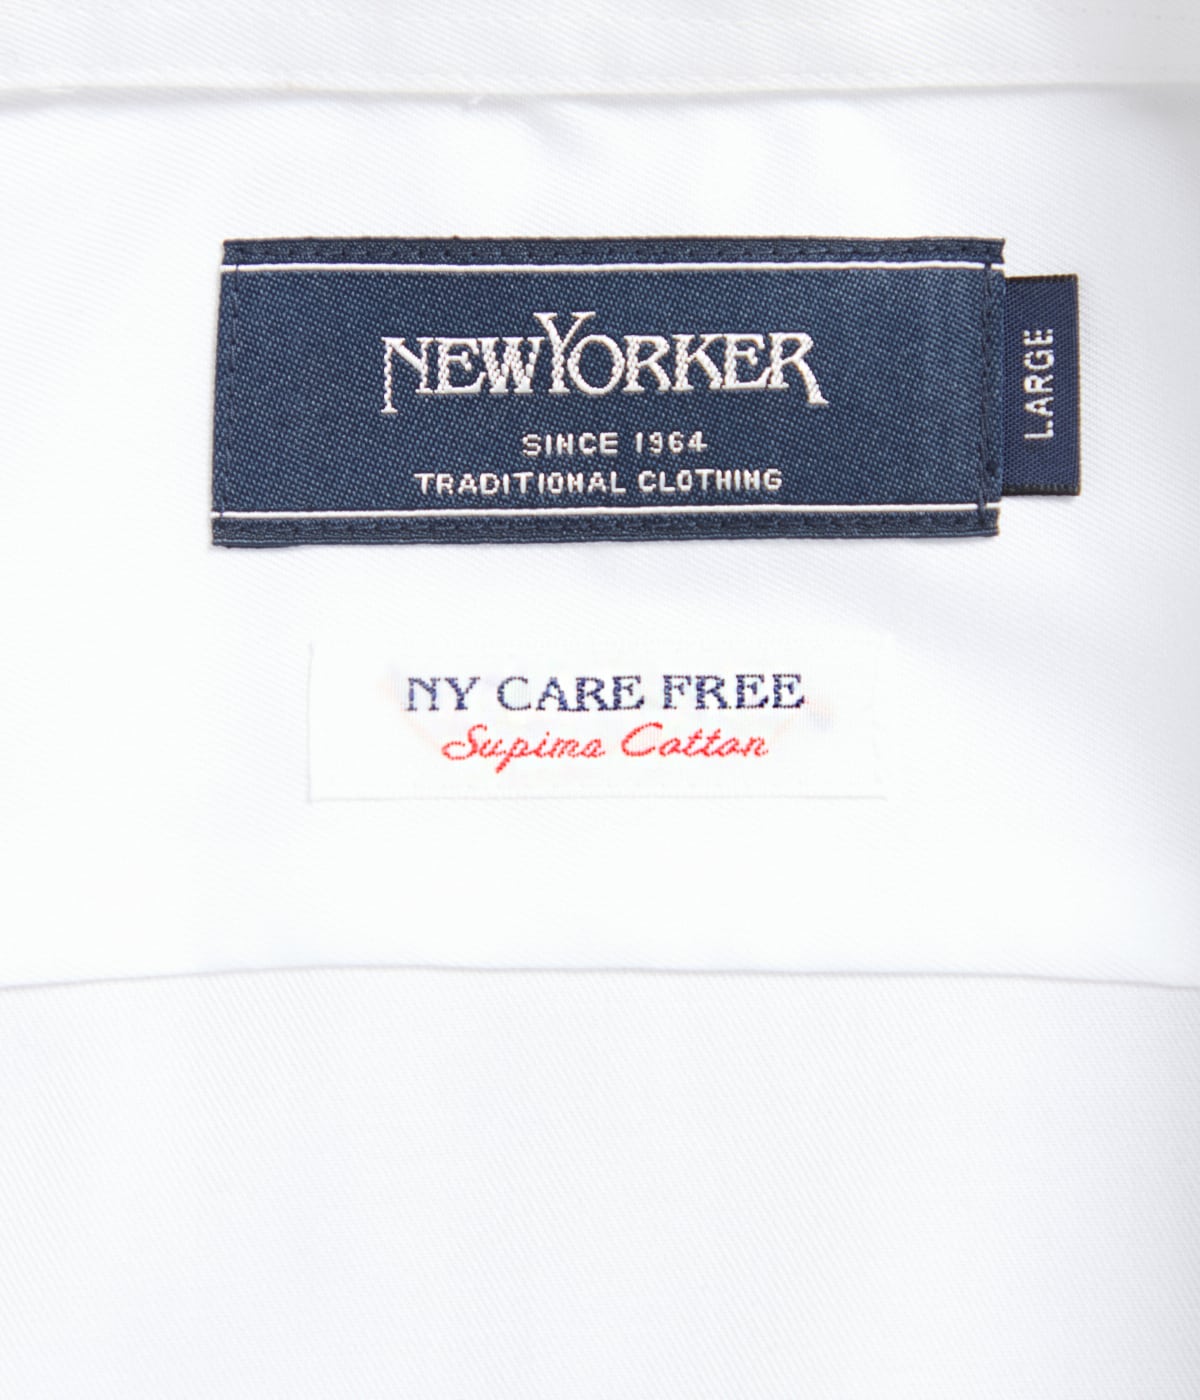 NEWYORKER
SINCE 1964
TRADITIONAL CLOTHING
LARGE
NY CARE FREE
Supima Cotton